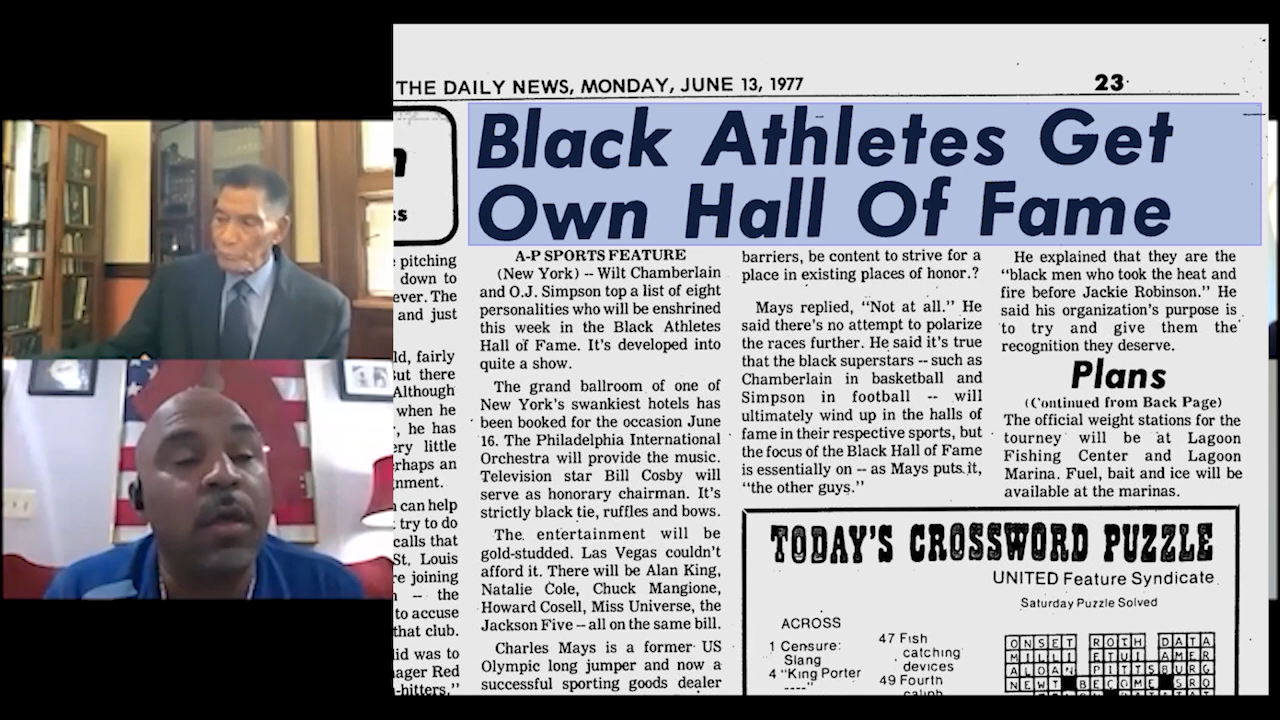 THE DAILY NEWS, MONDAY, JUNE 13, 1977
23
Black Athletes Get
Own Hall Of Fame
pitching
down to
ever. The
and just
fairly
But there
Although
when he
he has
little
an
can help
try to do
calls that
St. Louis
joining
-- the
to accuse
that club.
was to
Red
A-P SPORTS FEATURE
(New York) -- Wilt Chamberlain
and O.J. Simpson top a list of eight
personalities who will be enshrined
this week in the Black Athletes
Hall of Fame. It's developed into
quite a show.
The grand ballroom of one of
New York's swankiest hotels has
been booked for the occasion June
16. The Philadelphia International
Orchestra will provide the music.
Television star Bill Cosby will
serve as honorary chairman. It's
strictly black tie, ruffles and bows.
The entertainment will be
gold-studded. Las Vegas couldn't
afford it. There will be Alan King,
Natalie Cole, Chuck Mangione,
Howard Cosell, Miss Universe, the
Jackson Five -- all on the same bill.
Charles Mays is a former US
Olympic long jumper and now a
successful sporting goods dealer
barriers, be content to strive for a
place in existing places of honor.?
Mays replied, "Not at all." He
said there's no attempt to polarize
the races further. He said it's true
that the black superstars -- such as
Chamberlain in basketball and
Simpson in football -- will
ultimately wind up in the halls of
fame in their respective sports, but
the focus of the Black Hall of Fame
is essentially on -- as Mays puts it,
"the other guys."
He explained that they are the
"black men who took the heat and
fire before Jackie Robinson." He
said his organization's purpose is
to try and give them the
recognition they deserve.
Plans
(Continued from Back Page)
The official weight stations for the
tourney will be at Lagoon
Fishing Center and Lagoon
Marina. Fuel, bait and ice will be
available at the marinas.
TODAY'S CROSSWORD PUZZLE
UNITED Feature Syndicate
Saturday Puzzle Solved
ACROSS
1 Censure:
Slang
4 "King Porter
----"
47 Fish
catching
devices
49 Fourth
caliph
ONSET ROTH DATA
MILLI ETUI AMER
ALOAN PITTSBURG
NEWT BECOME SRO